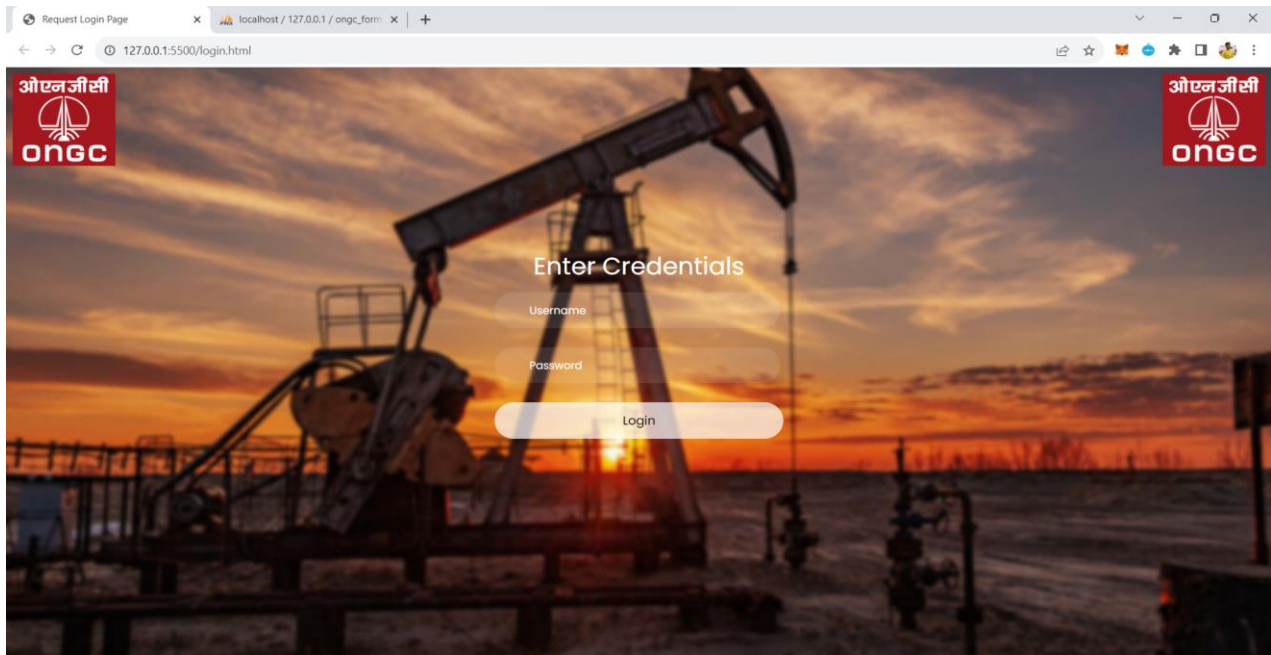 Request Login Page
localhost / 127.0.0.1 / ongc_form
127.0.0.1:5500/login.html
ओएनजीसी
ongc
ओएनजीसी
ongc
Enter Credentials
Username
Password
Login